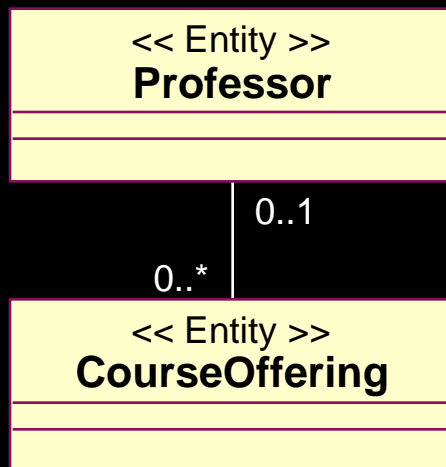 << Entity >>
Professor
0..1
0..*
<< Entity >>
CourseOffering